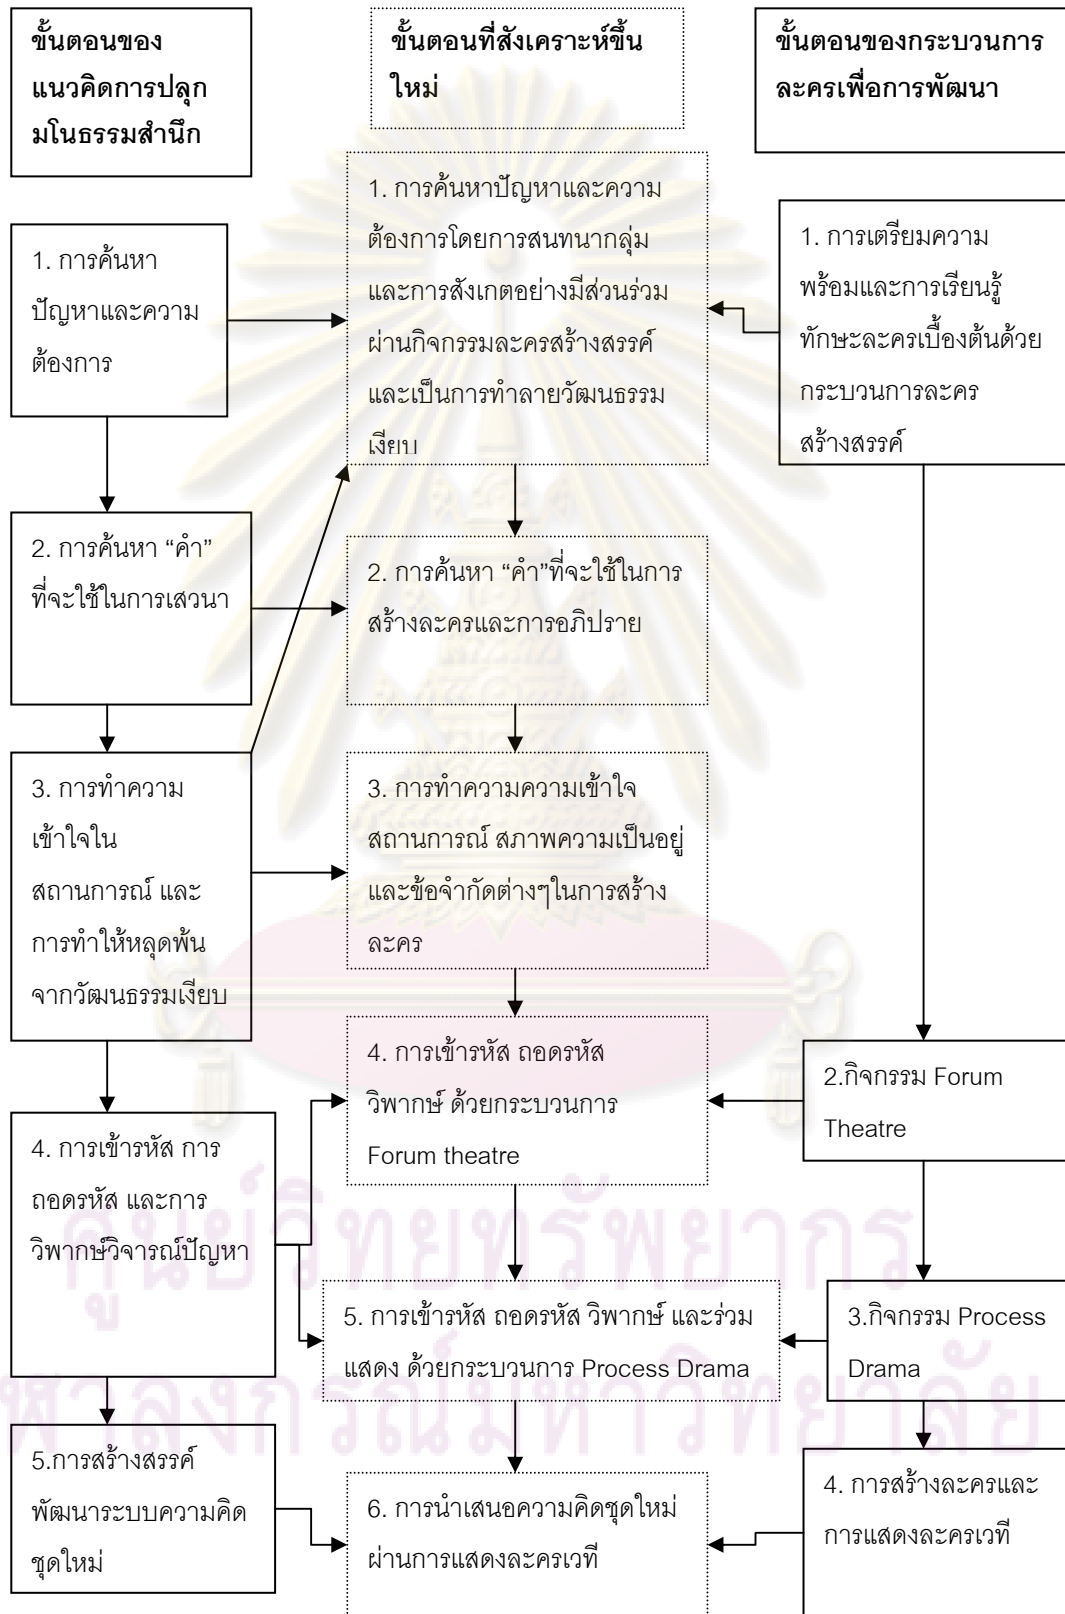 ขั้นตอนของ
แนวคิดการปลุก
มโนธรรมสำนึก
ขั้นตอนที่สังเคราะห์ขึ้น
ใหม่
ขั้นตอนของกระบวนการ
ละครเพื่อการพัฒนา
1. การค้นหา
ปัญหาและความ
ต้องการ
1. การค้นหาปัญหาและความ
ต้องการโดยการสนทนากลุ่ม
และการสังเกตอย่างมีส่วนร่วม
ผ่านกิจกรรมละครสร้างสรรค์
และเป็นการทำลายวัฒนธรรม
เงียบ
1. การเตรียมความ
พร้อมและการเรียนรู้
ทักษะละครเบื้องต้นด้วย
กระบวนการละคร
สร้างสรรค์
2. การค้นหา “คำ”
ที่จะใช้ในการเสวนา
2. การค้นหา “คำ”ที่จะใช้ในการ
สร้างละครและการอภิปราย
3. การทำความ
เข้าใจใน
สถานการณ์ และ
การทำให้หลุดพ้น
จากวัฒนธรรมเงียบ
3. การทำความความเข้าใจ
สถานการณ์ สภาพความเป็นอยู่
และข้อจำกัดต่างๆในการสร้าง
ละคร
4. การเข้ารหัส ถอดรหัส
วิพากษ์ ด้วยกระบวนการ
Forum theatre
2.กิจกรรม Forum
Theatre
4. การเข้ารหัส การ
ถอดรหัส และการ
วิพากษ์วิจารณ์ปัญหา
5. การเข้ารหัส ถอดรหัส วิพากษ์ และร่วม
แสดง ด้วยกระบวนการ Process Drama
3.กิจกรรม Process
Drama
5.การสร้างสรรค์
พัฒนาระบบความคิด
ชุดใหม่
6. การนำเสนอความคิดชุดใหม่
ผ่านการแสดงละครเวที
4. การสร้างละครและ
การแสดงละครเวที
ศูนย์วิทยทรัพยากร
ฬาลงกรณ์มหาวิทยาลัย